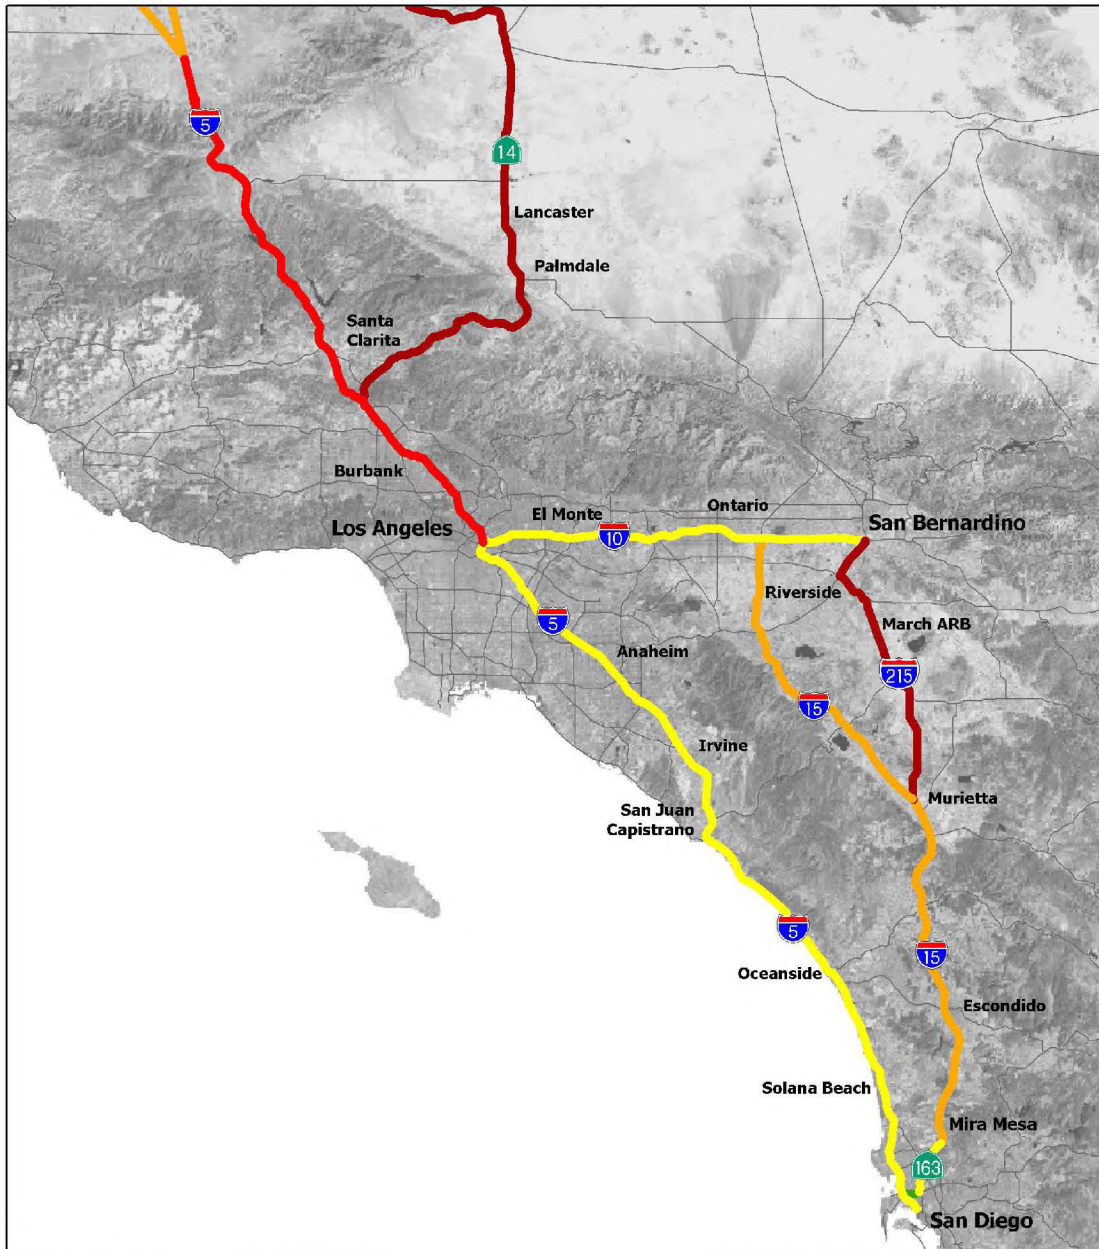 5
14
Lancaster
Palmdale
Santa
Clarita
Burbank
Los Angeles
El Monte
10
Ontario
San Bernardino
Riverside
5
Anaheim
March ARB
215
15
Irvine
Murietta
San Juan
Capistrano
5
15
Oceanside
Escondido
Solana Beach
Mira Mesa
163
San Diego